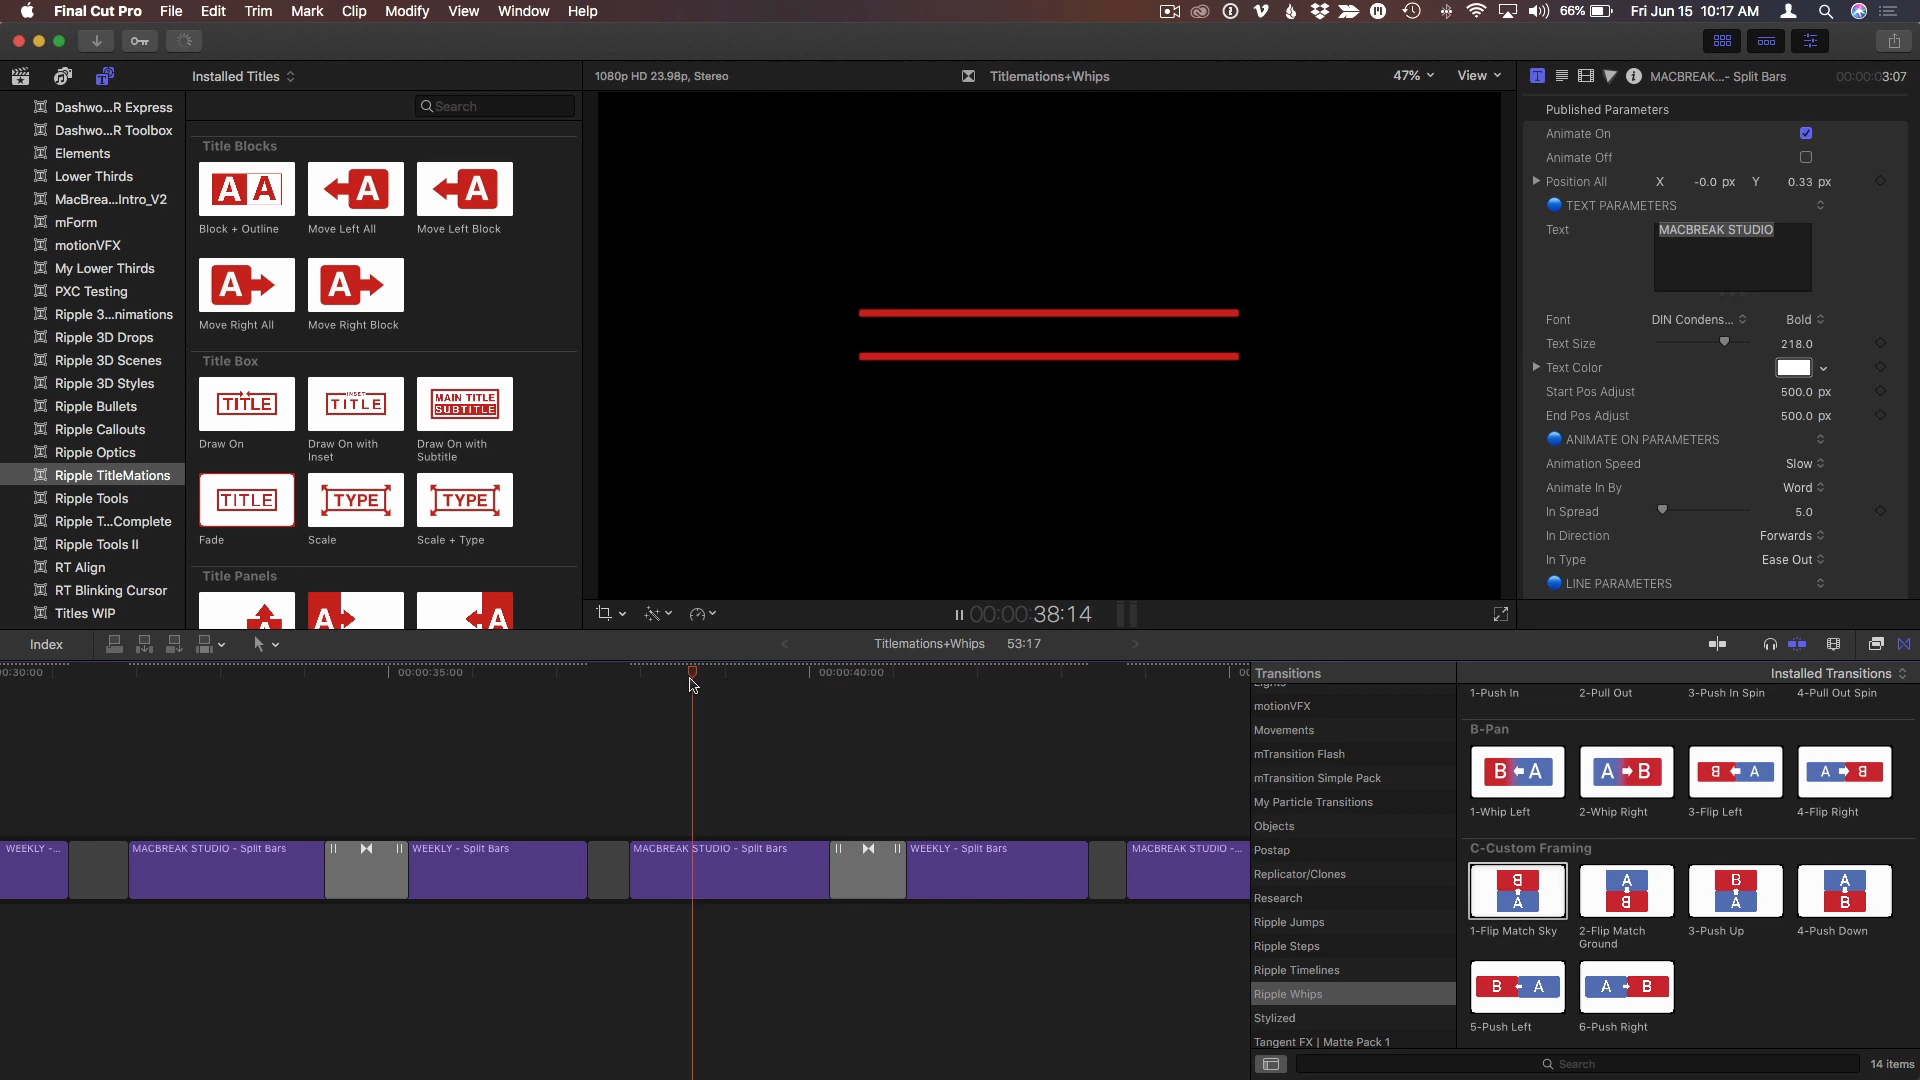 Final Cut Pro File Edit Trim Mark Clip Modify View Window Help
66% Fri Jun 15 10:17 AM
Installed Titles
1080p HD 23.98p, Stereo
Titlemations+Whips
47% View
MACBREAK...- Split Bars
00:00:03:07
Search
Dashwo...R Express
Dashwo...R Toolbox
Elements
Lower Thirds
MacBrea...Intro_V2
mForm
motionVFX
My Lower Thirds
PXC Testing
Ripple 3...nimations
Ripple 3D Drops
Ripple 3D Scenes
Ripple 3D Styles
Ripple Bullets
Ripple Callouts
Ripple Optics
Ripple TitleMations
Ripple Tools
Ripple T...Complete
Ripple Tools II
RT Align
RT Blinking Cursor
Titles WIP
Title Blocks
A A
A
A
Block + Outline
Move Left All
Move Left Block
A
A
Move Right All
Move Right Block
Title Box
TITLE
INSET
TITLE
MAIN TITLE
SUBTITLE
Draw On
Draw On with
Inset
Draw On with
Subtitle
TITLE
TYPE
TYPE
Fade
Scale
Scale + Type
Title Panels
A
A
Published Parameters
Animate On
Animate Off
Position All X -0.0 px Y 0.33 px
TEXT PARAMETERS
Text MACBREAK STUDIO
Font DIN Condens... Bold
Text Size 218.0
Text Color
Start Pos Adjust 500.0 px
End Pos Adjust 500.0 px
ANIMATE ON PARAMETERS
Animation Speed Slow
Animate In By Word
In Spread 5.0
In Direction Forwards
In Type Ease Out
LINE PARAMETERS
00:00:38:14
Index
Titlemations+Whips 53:17
0:30:00
00:00:35:00
00:00:40:00
WEEKLY -...
MACBREAK STUDIO - Split Bars
WEEKLY - Split Bars
MACBREAK STUDIO - Split Bars
WEEKLY - Split Bars
MACBREAK STUDIO -...
Transitions
Installed Transitions
Lights
motionVFX
Movements
mTransition Flash
mTransition Simple Pack
My Particle Transitions
Objects
Postap
Replicator/Clones
Research
Ripple Jumps
Ripple Steps
Ripple Timelines
Ripple Whips
Stylized
Tangent FX | Matte Pack 1
1-Push In
2-Pull Out
3-Push In Spin
4-Pull Out Spin
B-Pan
B A
A B
B A
A B
1-Whip Left
2-Whip Right
3-Flip Left
4-Flip Right
C-Custom Framing
B
A
A
B
B
A
A
B
1-Flip Match Sky
2-Flip Match
Ground
3-Push Up
4-Push Down
B A
A B
5-Push Left
6-Push Right
Search
14 items